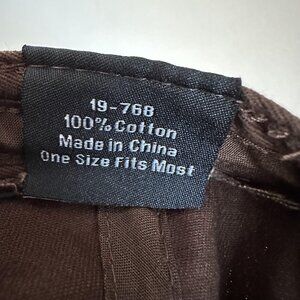 19-768
100% Cotton
Made in China
One Size Fits Most